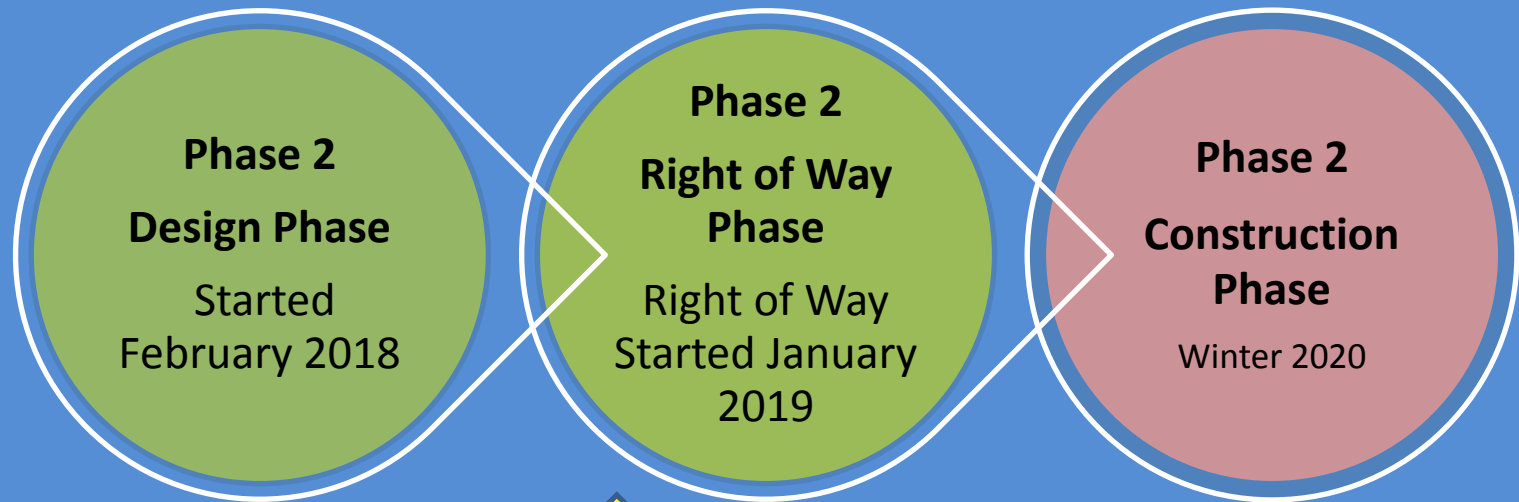 Phase 2
Design Phase
Started
February 2018
Phase 2
Right of Way
Phase
Right of Way
Started January
2019
Phase 2
Construction
Phase
Winter 2020